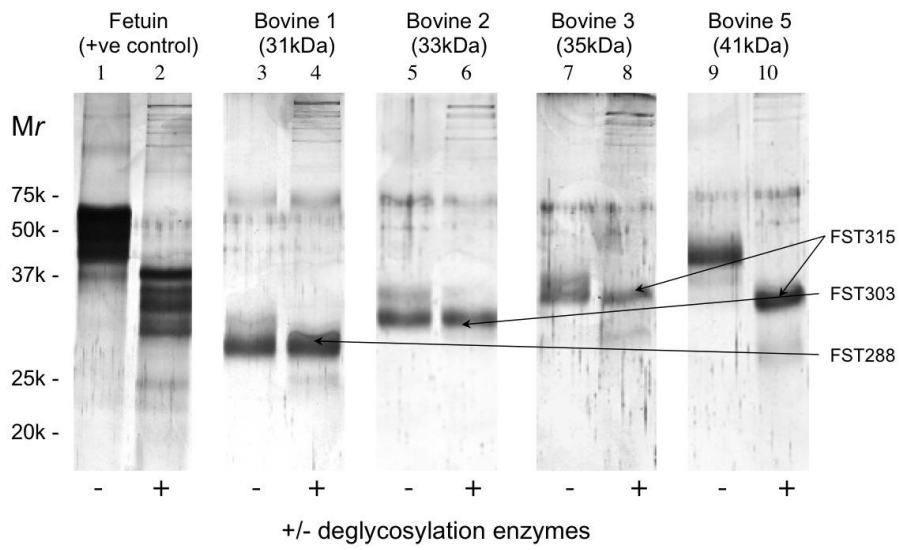 Fetuin Bovine 1 Bovine 2 Bovine 3 Bovine 5
(+ve control) (31kDa) (33kDa) (35kDa) (41kDa)
1 2 3 4 5 6 7 8 9 10
Mr
75k -
50k -
37k -
25k -
20k -
FST315
FST303
FST288
- + - + - + - + - +
+/- deglycosylation enzymes